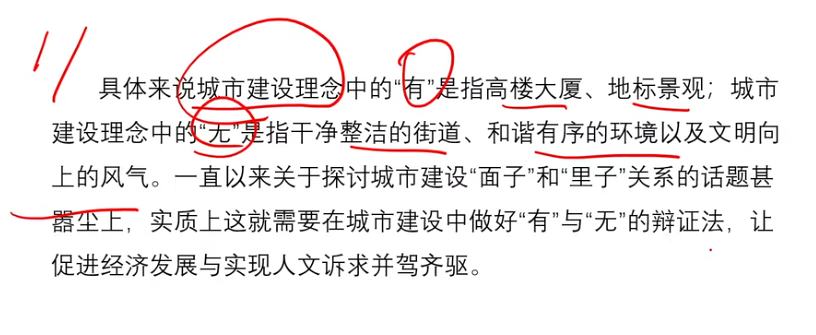 具体来说城市建设理念中的“有”是指高楼大厦、地标景观；城市
建设理念中的“无”是指干净整洁的街道、和谐有序的环境以及文明向
上的风气。一直以来关于探讨城市建设“面子”和“里子”关系的话题甚
嚣尘上，实质上这就需要在城市建设中做好“有”与“无”的辩证法，让
促进经济发展与实现人文诉求并驾齐驱。